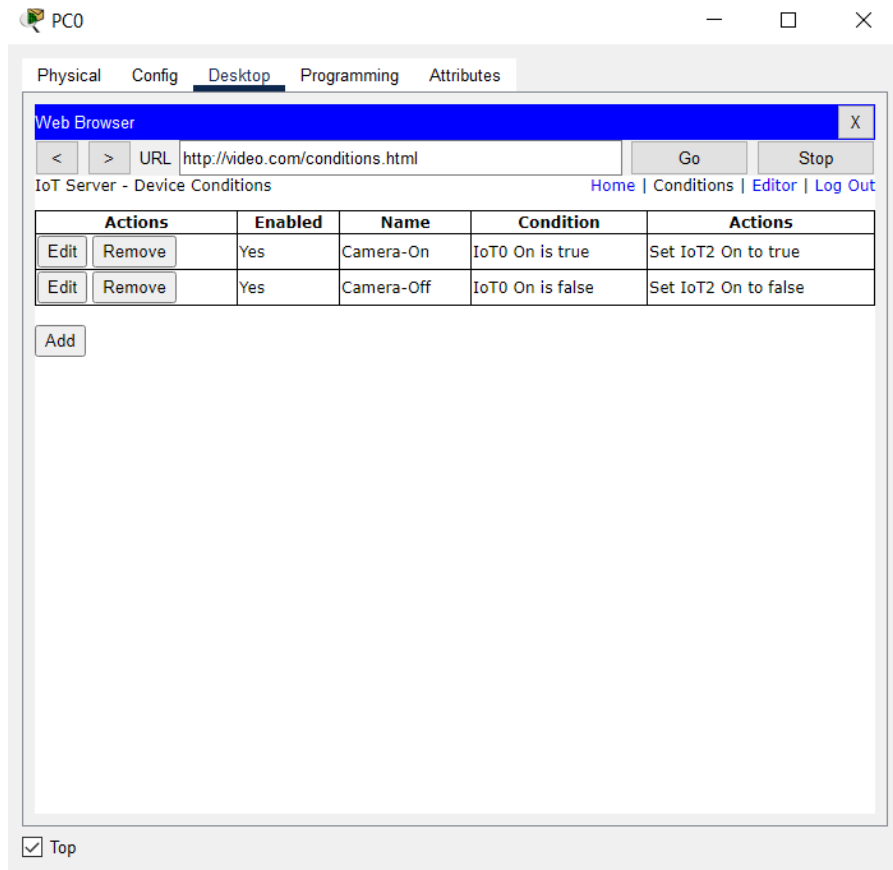 PC0
Physical Config Desktop Programming Attributes
Web Browser X
< > URL http://video.com/conditions.html Go Stop
IoT Server - Device Conditions Home | Conditions | Editor | Log Out
Actions Enabled Name Condition Actions
Edit Remove Yes Camera-On IoT0 On is true Set IoT2 On to true
Edit Remove Yes Camera-Off IoT0 On is false Set IoT2 On to false
Add
Top